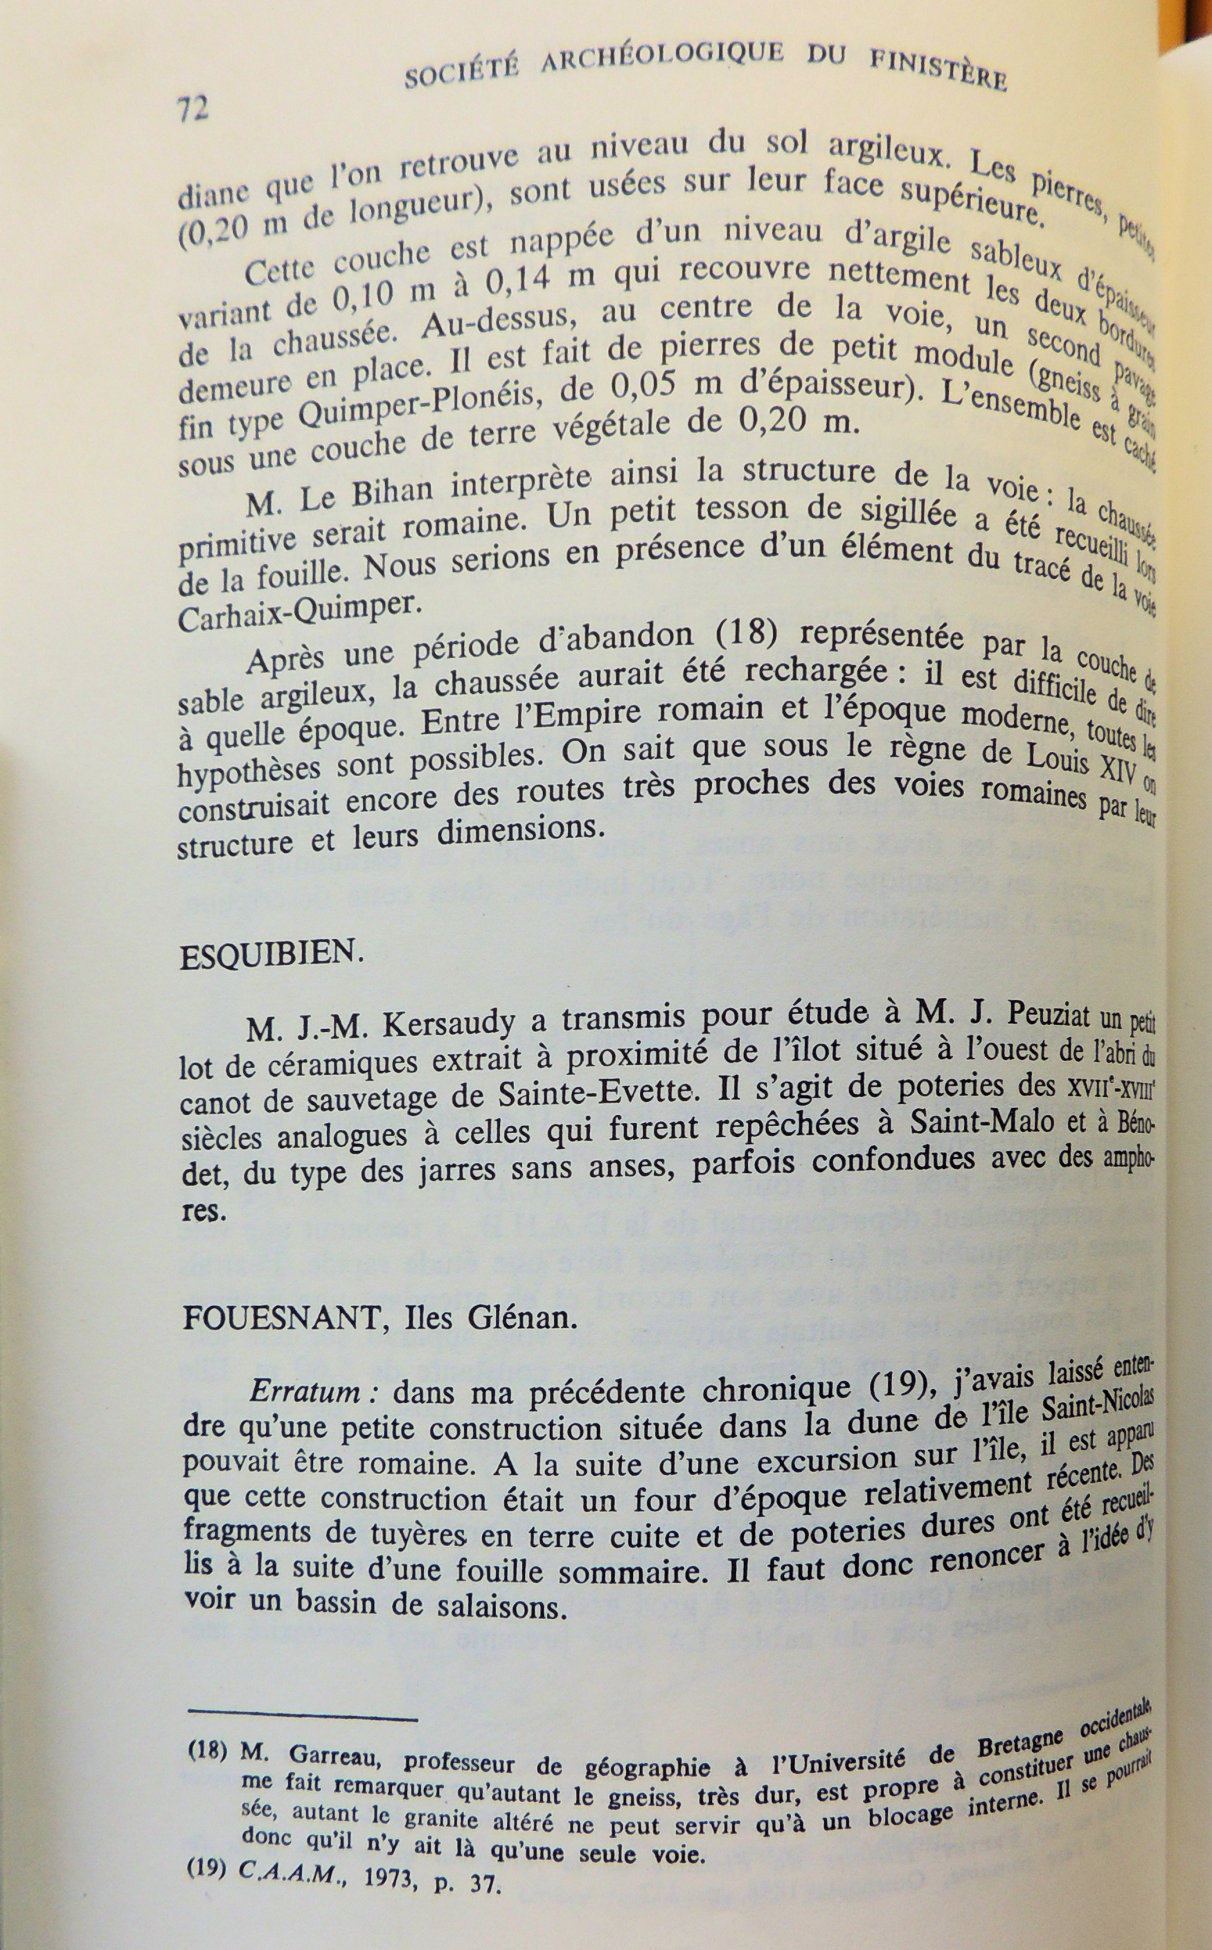 72
SOCIÉTÉ ARCHÉOLOGIQUE DU FINISTÈRE
diane que l'on retrouve au niveau du sol argileux. Les pierres, petites
(0,20 m de longueur), sont usées sur leur face supérieure.
Cette couche est nappée d'un niveau d'argile sableux d'épaisseur
variant de 0,10 m à 0,14 m qui recouvre nettement les deux bordures
de la chaussée. Au-dessus, au centre de la voie, un second pavage
demeure en place. Il est fait de pierres de petit module (gneiss à grain
fin type Quimper-Plonéis, de 0,05 m d'épaisseur). L'ensemble est caché
sous une couche de terre végétale de 0,20 m.
M. Le Bihan interprète ainsi la structure de la voie : la chaussée
primitive serait romaine. Un petit tesson de sigillée a été recueilli lors
de la fouille. Nous serions en présence d'un élément du tracé de la voie
Carhaix-Quimper.
Après une période d'abandon (18) représentée par la couche de
sable argileux, la chaussée aurait été rechargée : il est difficile de dire
à quelle époque. Entre l'Empire romain et l'époque moderne, toutes les
hypothèses sont possibles. On sait que sous le règne de Louis XIV on
construisait encore des routes très proches des voies romaines par leur
structure et leurs dimensions.
ESQUIBIEN.
M. J.-M. Kersaudy a transmis pour étude à M. J. Peuziat un petit
lot de céramiques extrait à proximité de l'îlot situé à l'ouest de l'abri du
canot de sauvetage de Sainte-Evette. Il s'agit de poteries des XVIIe-XVIIIe
siècles analogues à celles qui furent repêchées à Saint-Malo et à Béno-
det, du type des jarres sans anses, parfois confondues avec des ampho-
res.
FOUESNANT, Iles Glénan.
Erratum : dans ma précédente chronique (19), j'avais laissé enten-
dre qu'une petite construction située dans la dune de l'île Saint-Nicolas
pouvait être romaine. A la suite d'une excursion sur l'île, il est apparu
que cette construction était un four d'époque relativement récente. Des
fragments de tuyères en terre cuite et de poteries dures ont été recueil-
lis à la suite d'une fouille sommaire. Il faut donc renoncer à l'idée d'y
voir un bassin de salaisons.
(18) M. Garreau, professeur de géographie à l'Université de Bretagne occidentale,
me fait remarquer qu'autant le gneiss, très dur, est propre à constituer une chaus-
sée, autant le granite altéré ne peut servir qu'à un blocage interne. Il se pourrait
donc qu'il n'y ait là qu'une seule voie.
(19) C.A.A.M., 1973, p. 37.